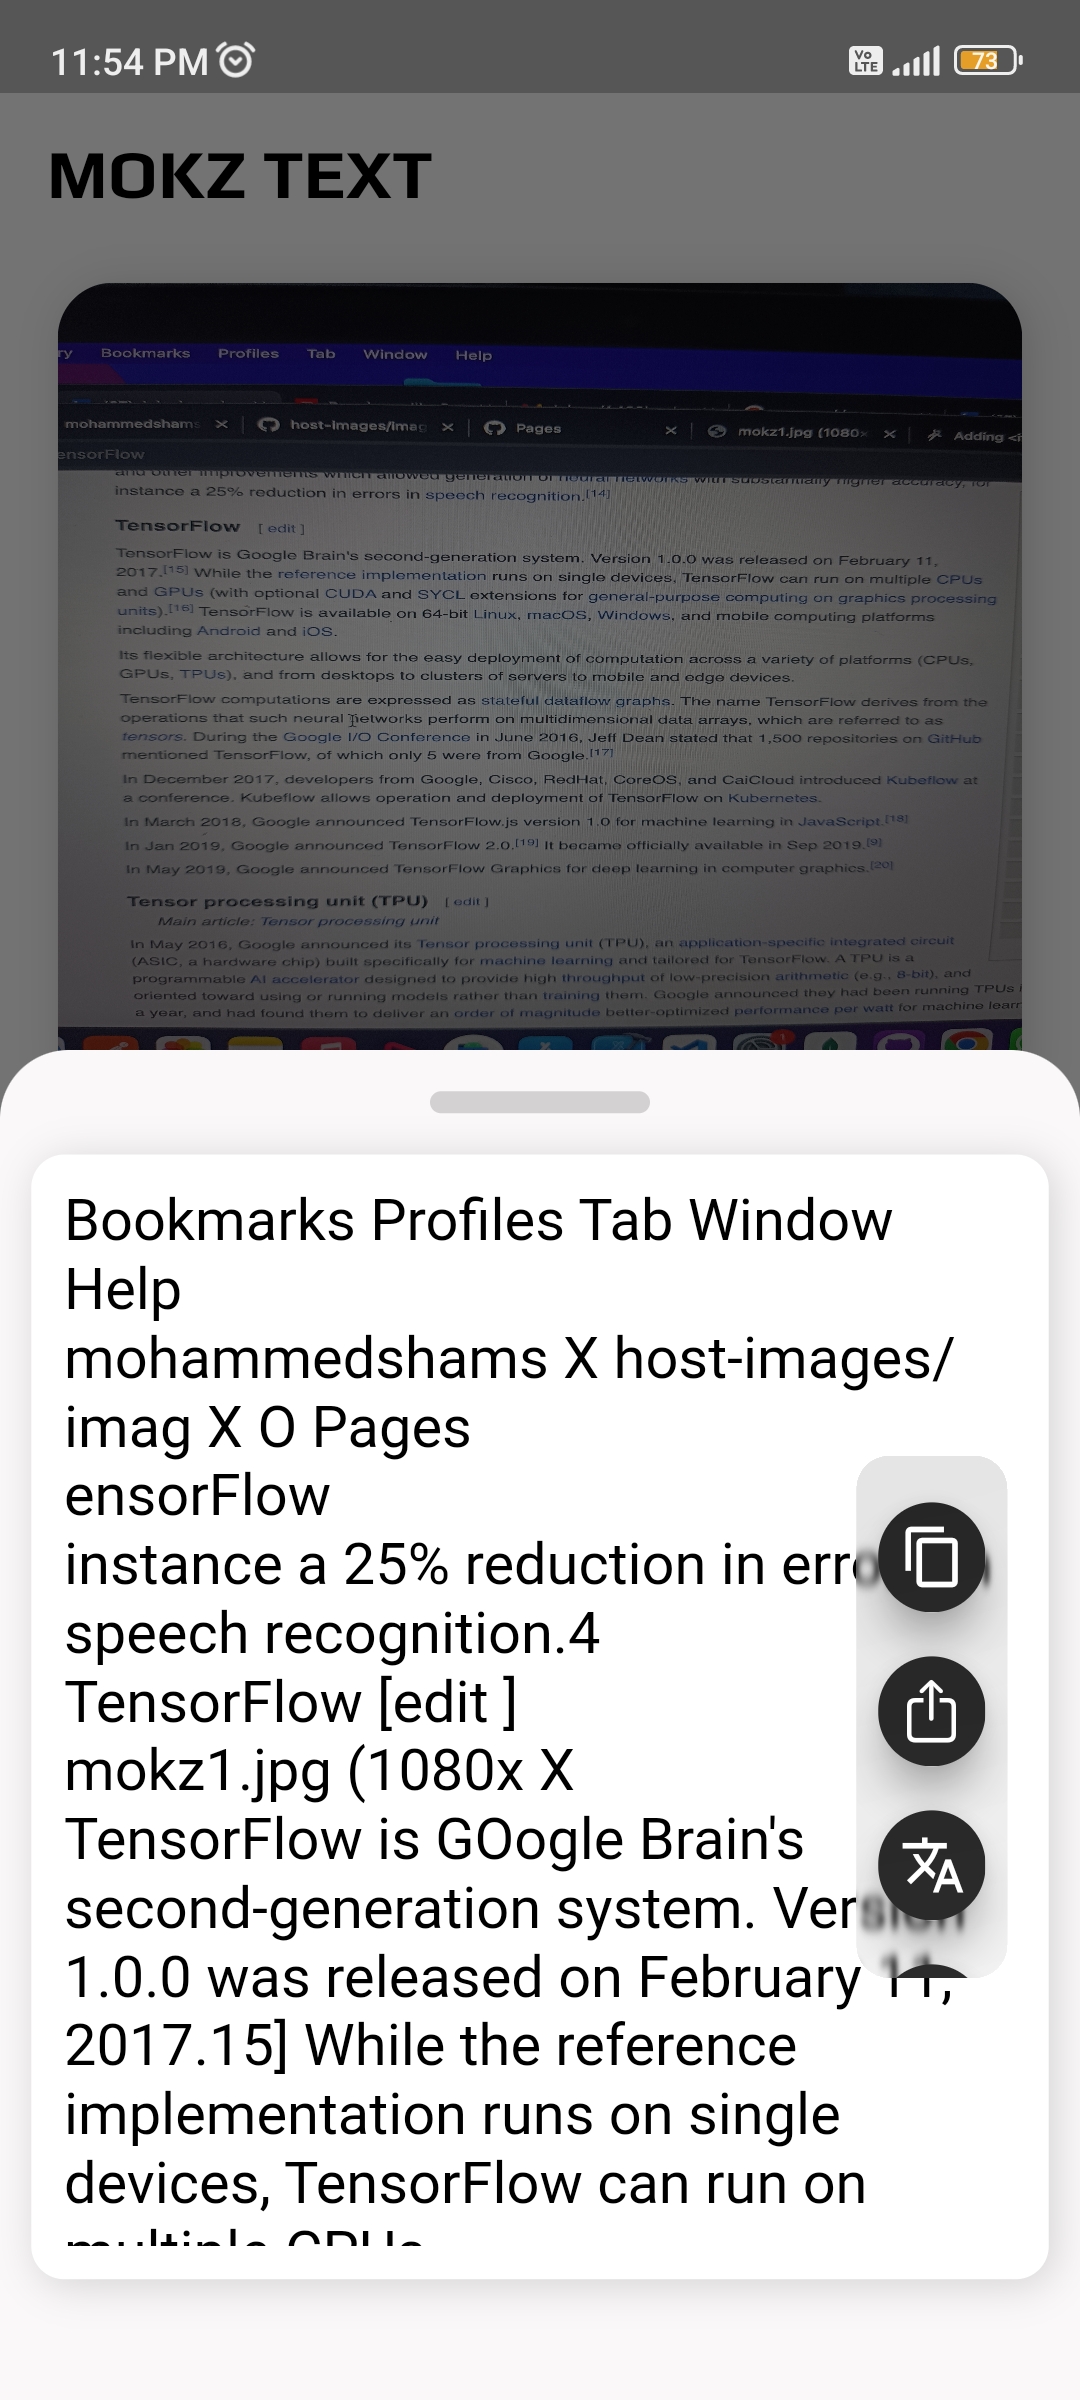 11:54 PM
Vo LTE
73
MOKZ TEXT
Bookmarks Profiles Tab Window Help
mohammedshams host-images/imag Pages mokz1.jpg (1080x Adding
ensorFlow
and other improvements which allowed generation of neural networks with substantially higher accuracy, for
instance a 25% reduction in errors in speech recognition.[14]
TensorFlow [ edit ]
TensorFlow is Google Brain's second-generation system. Version 1.0.0 was released on February 11,
2017.[15] While the reference implementation runs on single devices, TensorFlow can run on multiple CPUs
and GPUs (with optional CUDA and SYCL extensions for general-purpose computing on graphics processing
units).[16] TensorFlow is available on 64-bit Linux, macOS, Windows, and mobile computing platforms
including Android and iOS.
Its flexible architecture allows for the easy deployment of computation across a variety of platforms (CPUs,
GPUs, TPUs), and from desktops to clusters of servers to mobile and edge devices.
TensorFlow computations are expressed as stateful dataflow graphs. The name TensorFlow derives from the
operations that such neural networks perform on multidimensional data arrays, which are referred to as
tensors. During the Google I/O Conference in June 2016, Jeff Dean stated that 1,500 repositories on GitHub
mentioned TensorFlow, of which only 5 were from Google.[17]
In December 2017, developers from Google, Cisco, RedHat, CoreOS, and CaiCloud introduced Kubeflow at
a conference. Kubeflow allows operation and deployment of TensorFlow on Kubernetes.
In March 2018, Google announced TensorFlow.js version 1.0 for machine learning in JavaScript.[18]
In Jan 2019, Google announced TensorFlow 2.0.[19] It became officially available in Sep 2019.[9]
In May 2019, Google announced TensorFlow Graphics for deep learning in computer graphics.[20]
Tensor processing unit (TPU) [ edit ]
Main article: Tensor processing unit
In May 2016, Google announced its Tensor processing unit (TPU), an application-specific integrated circuit
(ASIC, a hardware chip) built specifically for machine learning and tailored for TensorFlow. A TPU is a
programmable AI accelerator designed to provide high throughput of low-precision arithmetic (e.g., 8-bit), and
oriented toward using or running models rather than training them. Google announced they had been running TPUs
a year, and had found them to deliver an order of magnitude better-optimized performance per watt for machine learn
Bookmarks Profiles Tab Window
Help
mohammedshams X host-images/
imag X O Pages
ensorFlow
instance a 25% reduction in
speech recognition.4
TensorFlow [edit ]
mokz1.jpg (1080x X
TensorFlow is GOogle Brain's
second-generation system. Version
1.0.0 was released on February 11,
2017.15] While the reference
implementation runs on single
devices, TensorFlow can run on